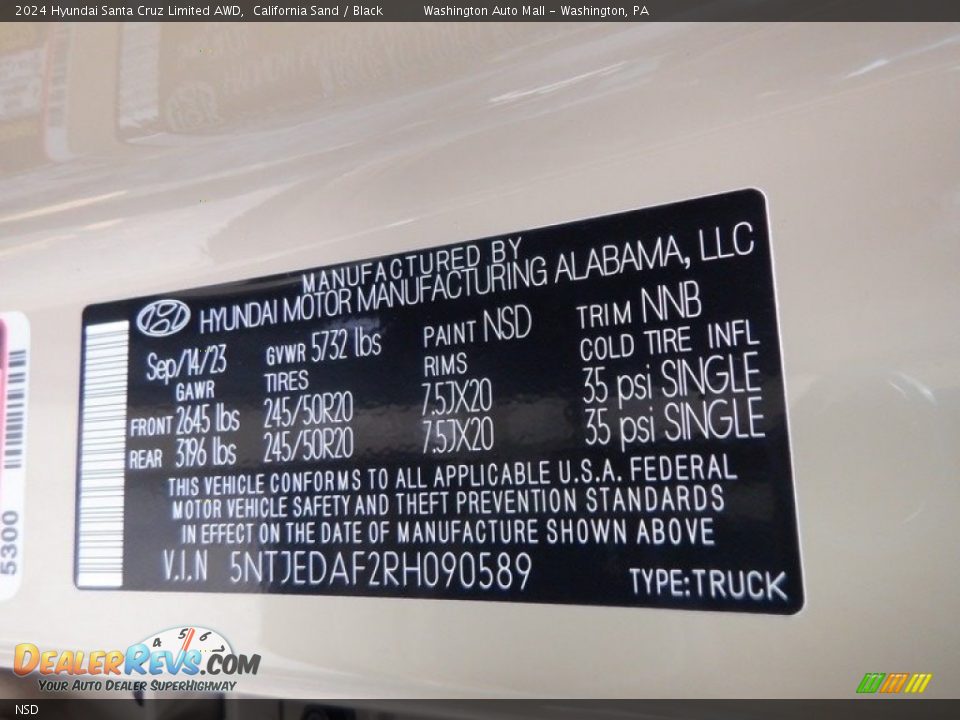 2024 Hyundai Santa Cruz Limited AWD, California Sand / Black Washington Auto Mall - Washington, PA
MANUFACTURED BY
HYUNDAI MOTOR MANUFACTURING ALABAMA, LLC
Sep/14/23 GVWR 5732 lbs PAINT NSD TRIM NNB
GAWR TIRES RIMS COLD TIRE INFL
FRONT 2645 lbs 245/50R20 7.5JX20 35 psi SINGLE
REAR 3196 lbs 245/50R20 7.5JX20 35 psi SINGLE
THIS VEHICLE CONFORMS TO ALL APPLICABLE U.S.A. FEDERAL
MOTOR VEHICLE SAFETY AND THEFT PREVENTION STANDARDS
IN EFFECT ON THE DATE OF MANUFACTURE SHOWN ABOVE
V.I.N 5NTJEDAF2RH090589 TYPE:TRUCK
5300
4 5 6
DEALERREVS.COM
YOUR AUTO DEALER SUPERHIGHWAY
NSD